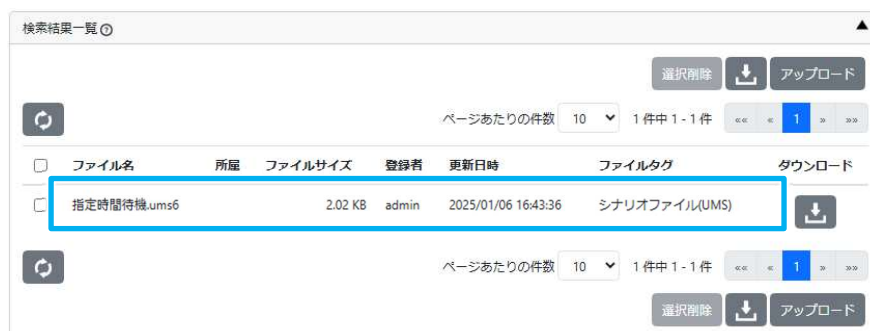 検索結果一覧
選択削除 アップロード
ページあたりの件数 10 1 件中 1 - 1 件 «« « 1 » »»
ファイル名 所属 ファイルサイズ 登録者 更新日時 ファイルタグ ダウンロード
指定時間待機.ums6 2.02 KB admin 2025/01/06 16:43:36 シナリオファイル(UMS)
ページあたりの件数 10 1 件中 1 - 1 件 «« « 1 » »»
選択削除 アップロード